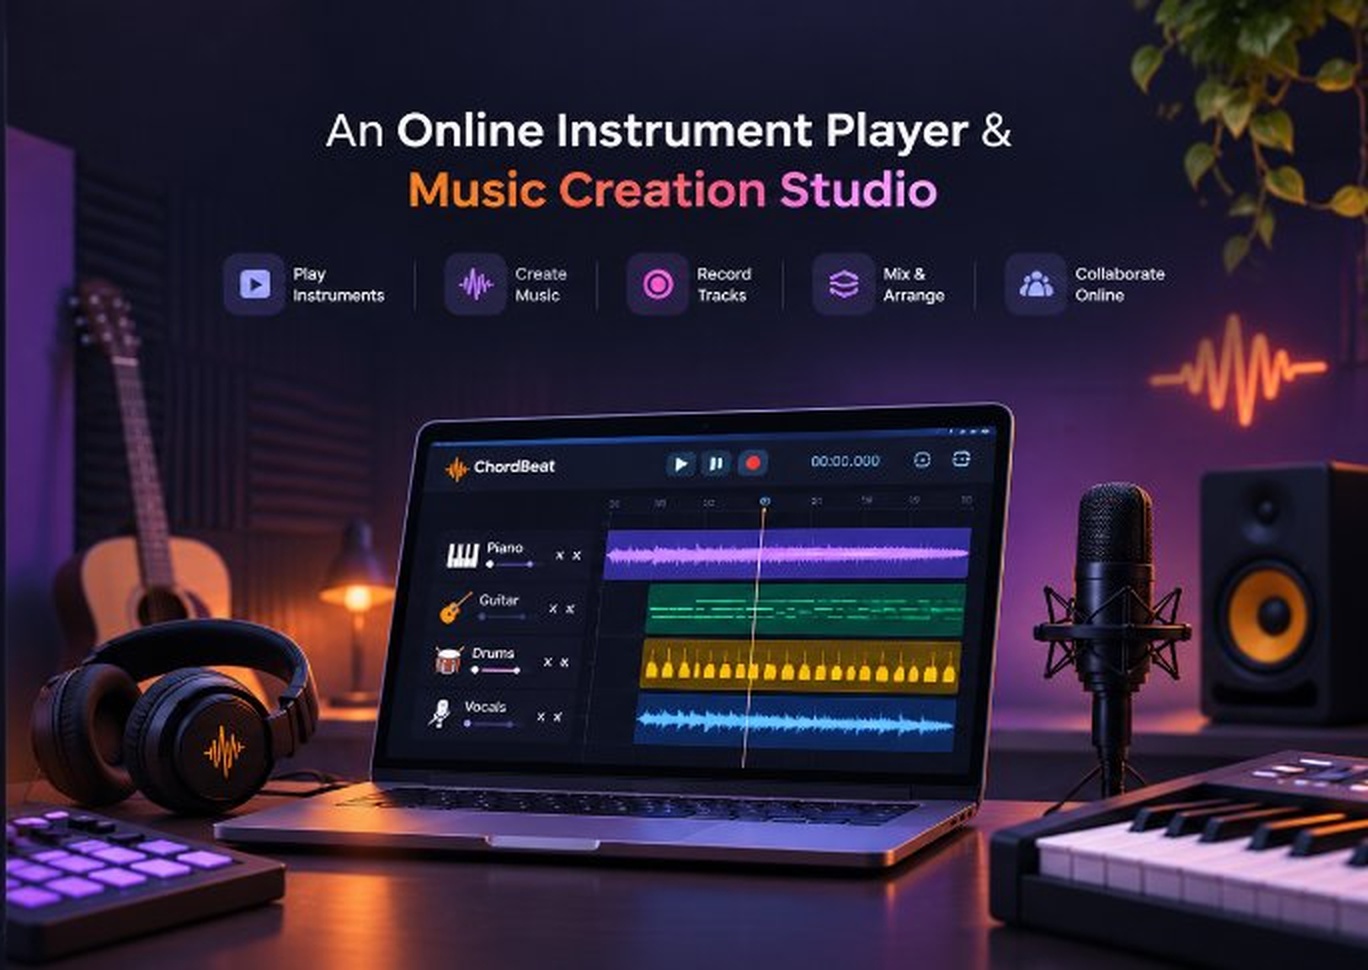 An Online Instrument Player &
Music Creation Studio
Play
Instruments
Create
Music
Record
Tracks
Mix &
Arrange
Collaborate
Online
ChordBeat
00:00.000
Piano
Guitar
Drums
Vocals